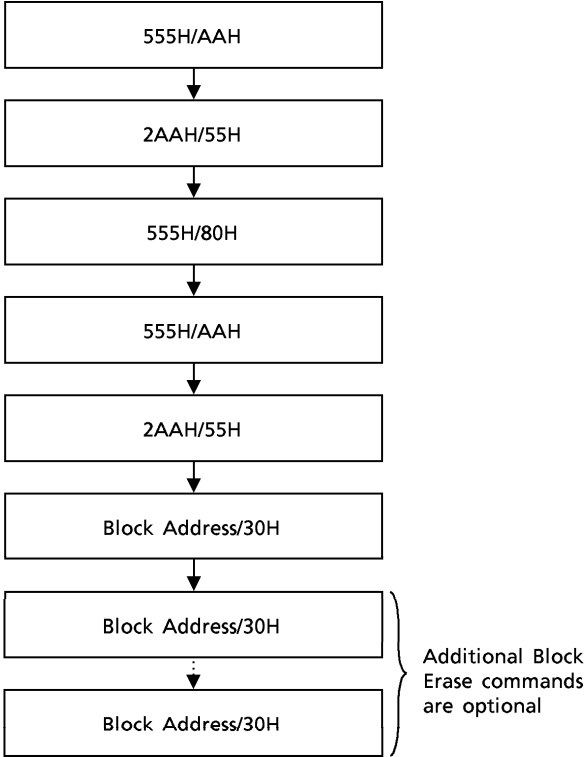 555H/AAH
2AAH/55H
555H/80H
555H/AAH
2AAH/55H
Block Address/30H
Block Address/30H
Additional Block
Erase commands
are optional
Block Address/30H